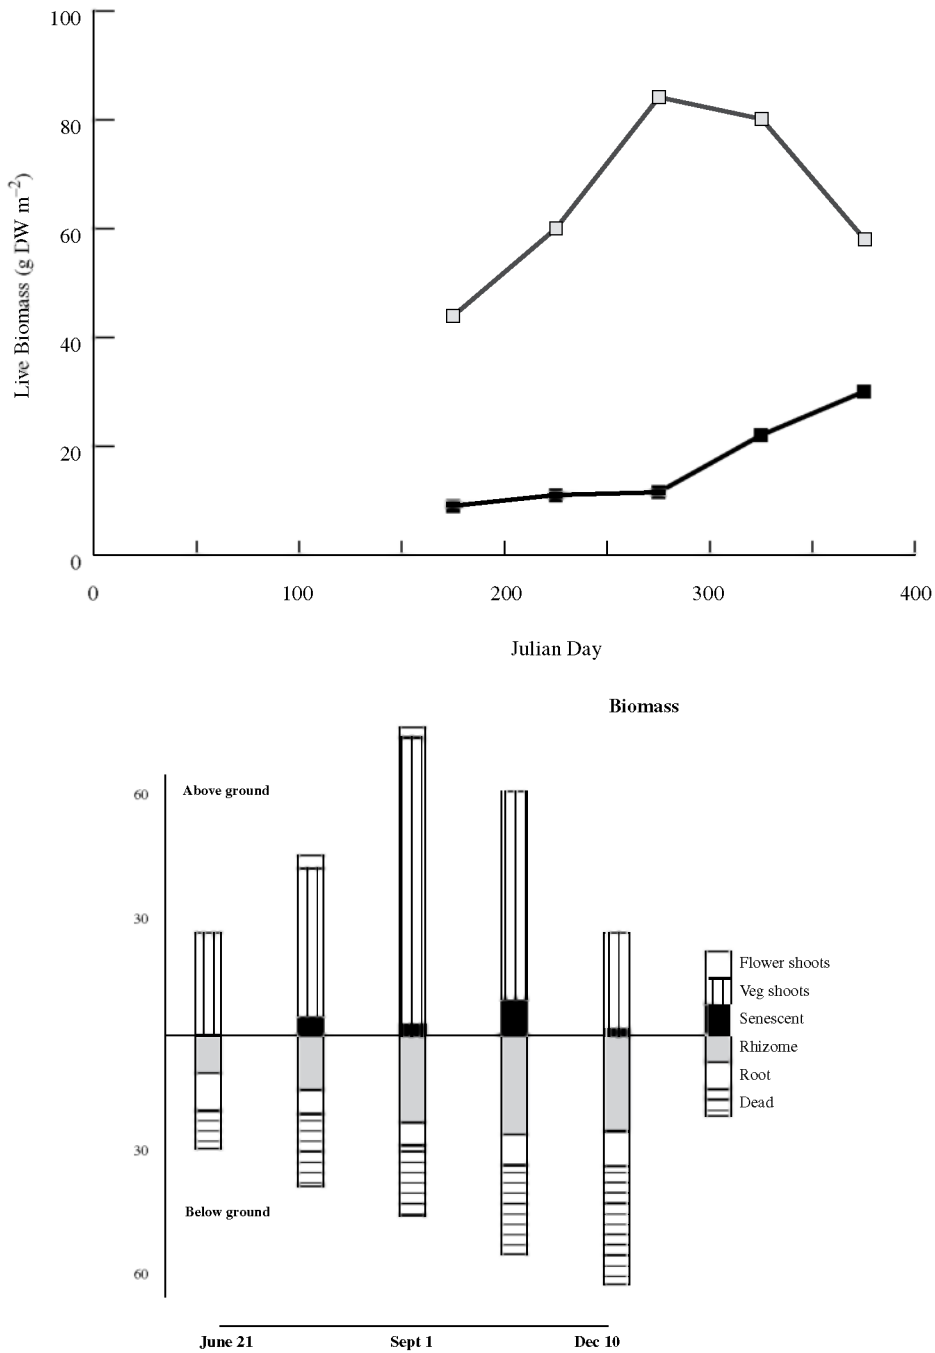 100
80
60
40
20
0
Live Biomass (g DW m⁻²)
0 100 200 300 400
Julian Day
Biomass
60
Above ground
30
Flower shoots
Veg shoots
Senescent
Rhizome
Root
Dead
30
Below ground
60
June 21 Sept 1 Dec 10